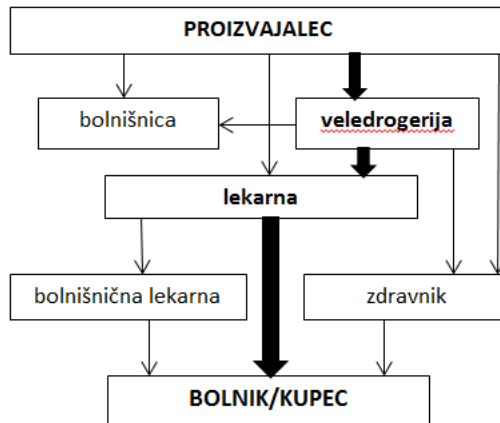 PROIZVAJALEC
bolnišnica
veledrogerija
lekarna
bolnišnična lekarna
zdravnik
BOLNIK/KUPEC